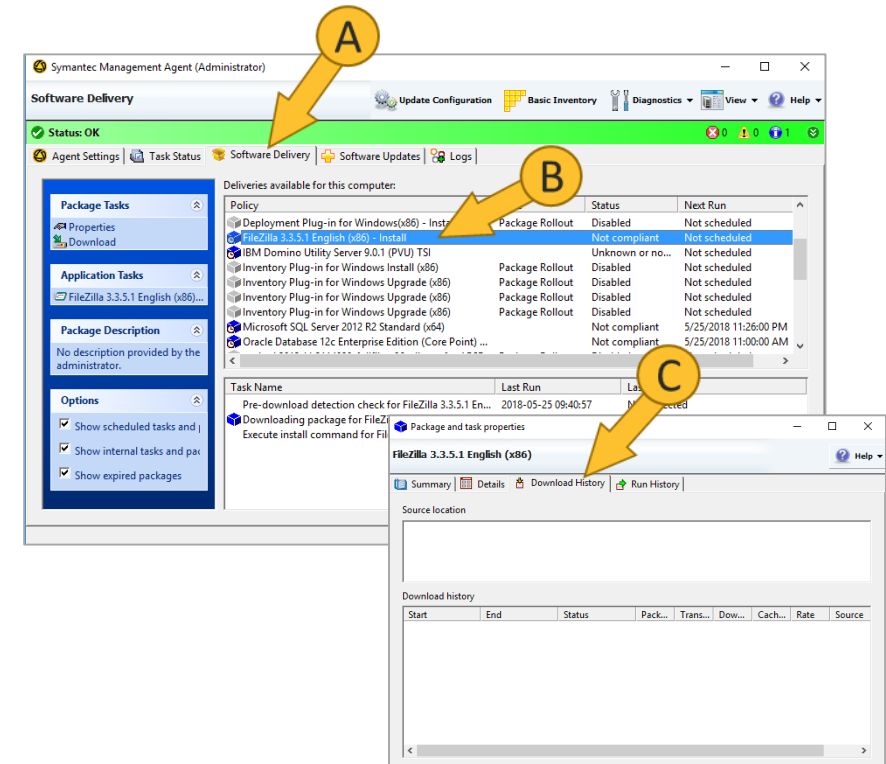 A
Symantec Management Agent (Administrator)
Software Delivery
Update Configuration
Basic Inventory
Diagnostics
View
Help
Status: OK
0
0
1
Agent Settings
Task Status
Software Delivery
Software Updates
Logs
B
Deliveries available for this computer:
Package Tasks
Properties
Download
Application Tasks
FileZilla 3.3.5.1 English (x86)...
Package Description
No description provided by the
administrator.
Options
Show scheduled tasks and
Show internal tasks and pac
Show expired packages
Policy Status Next Run
Deployment Plug-in for Windows(x86) - Insta Package Rollout Disabled Not scheduled
FileZilla 3.3.5.1 English (x86) - Install Not compliant Not scheduled
IBM Domino Utility Server 9.0.1 (PVU) TSI Unknown or no... Not scheduled
Inventory Plug-in for Windows Install (x86) Package Rollout Disabled Not scheduled
Inventory Plug-in for Windows Upgrade (x86) Package Rollout Disabled Not scheduled
Inventory Plug-in for Windows Upgrade (x86) Package Rollout Disabled Not scheduled
Inventory Plug-in for Windows Upgrade (x86) Package Rollout Disabled Not scheduled
Microsoft SQL Server 2012 R2 Standard (x64) Not compliant 5/25/2018 11:26:00 PM
Oracle Database 12c Enterprise Edition (Core Point) ... Not compliant 5/25/2018 11:00:00 AM
C
Task Name Last Run La
Pre-download detection check for FileZilla 3.3.5.1 En... 2018-05-25 09:40:57
Downloading package for FileZi
Execute install command for Fil
Package and task properties
FileZilla 3.3.5.1 English (x86)
Help
Summary
Details
Download History
Run History
Source location
Download history
Start End Status Pack... Trans... Dow... Cach... Rate Source